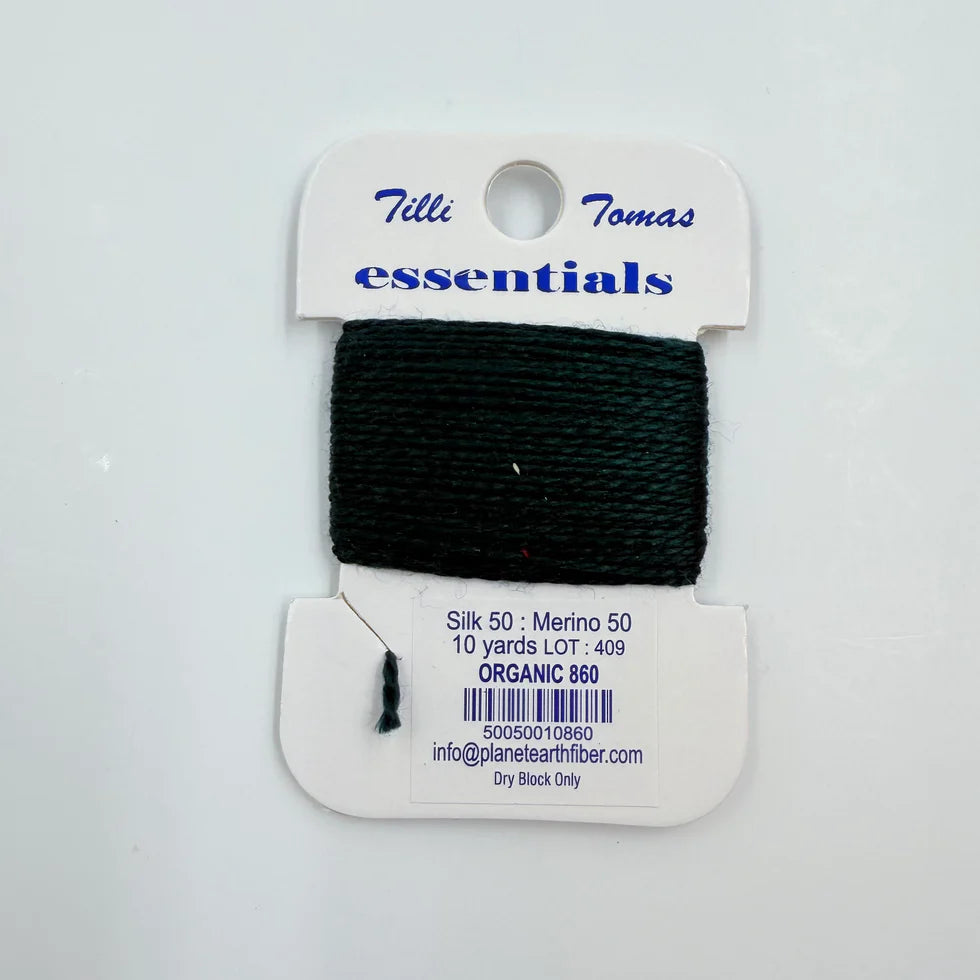 Tilli Tomas
essentials
Silk 50 : Merino 50
10 yards LOT : 409
ORGANIC 860
50050010860
info@planetearthfiber.com
Dry Block Only